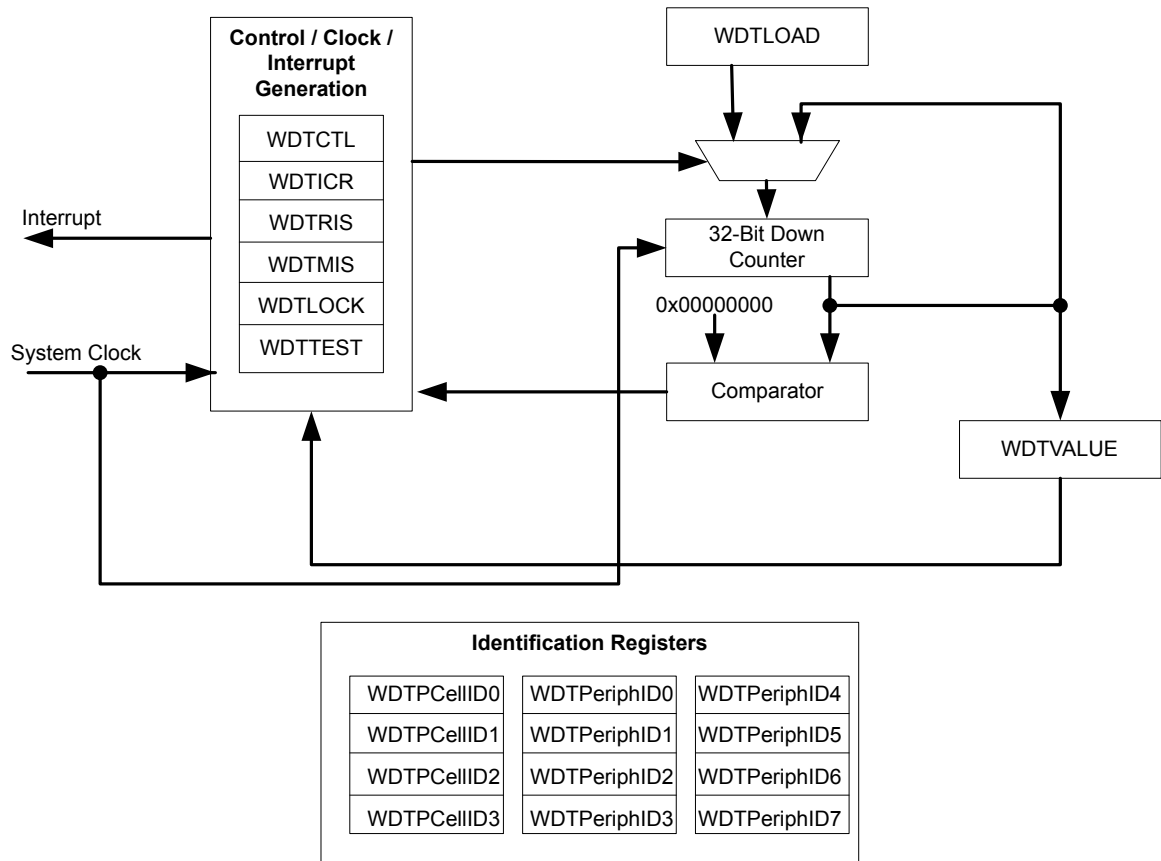 Control / Clock /
Interrupt
Generation
WDTCTL
WDTICR
WDTRIS
WDTMIS
WDTLOCK
WDTTEST
Interrupt
System Clock
WDTLOAD
32-Bit Down
Counter
0x00000000
Comparator
WDTVALUE
Identification Registers
WDTPCellID0 WDTPeriphID0 WDTPeriphID4
WDTPCellID1 WDTPeriphID1 WDTPeriphID5
WDTPCellID2 WDTPeriphID2 WDTPeriphID6
WDTPCellID3 WDTPeriphID3 WDTPeriphID7